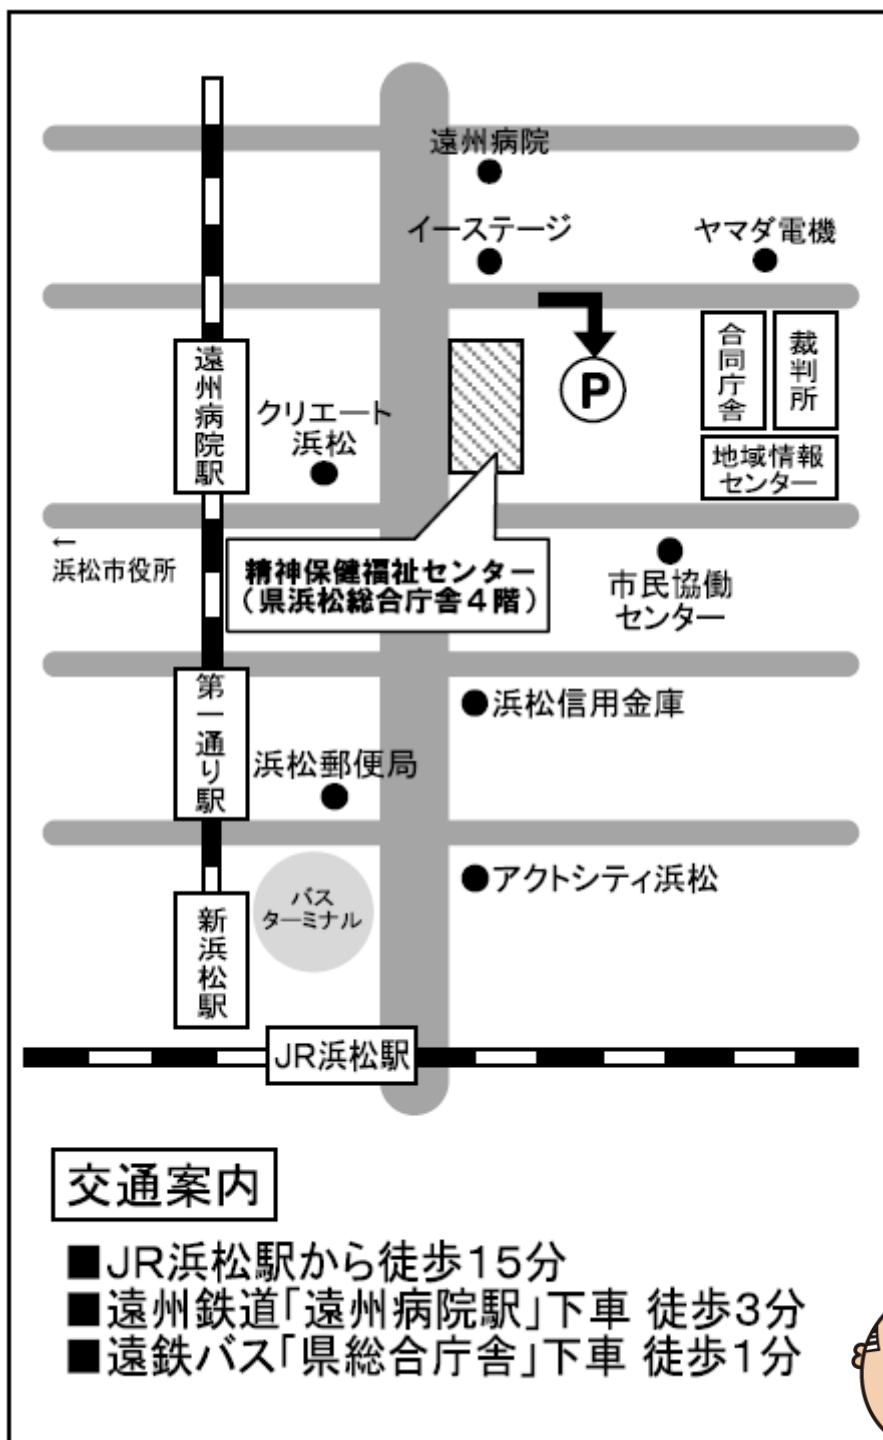 遠州病院
イーステージ
ヤマダ電機
合同庁舎
裁判所
遠州病院駅
P
クリエート
浜松
地域情報
センター
←
浜松市役所
精神保健福祉センター
（県浜松総合庁舎４階）
市民協働
センター
第一通り駅
浜松信用金庫
浜松郵便局
アクトシティ浜松
バス
ターミナル
新浜松駅
JR浜松駅
交通案内
■JR浜松駅から徒歩15分
■遠州鉄道「遠州病院駅」下車 徒歩3分
■遠鉄バス「県総合庁舎」下車 徒歩1分